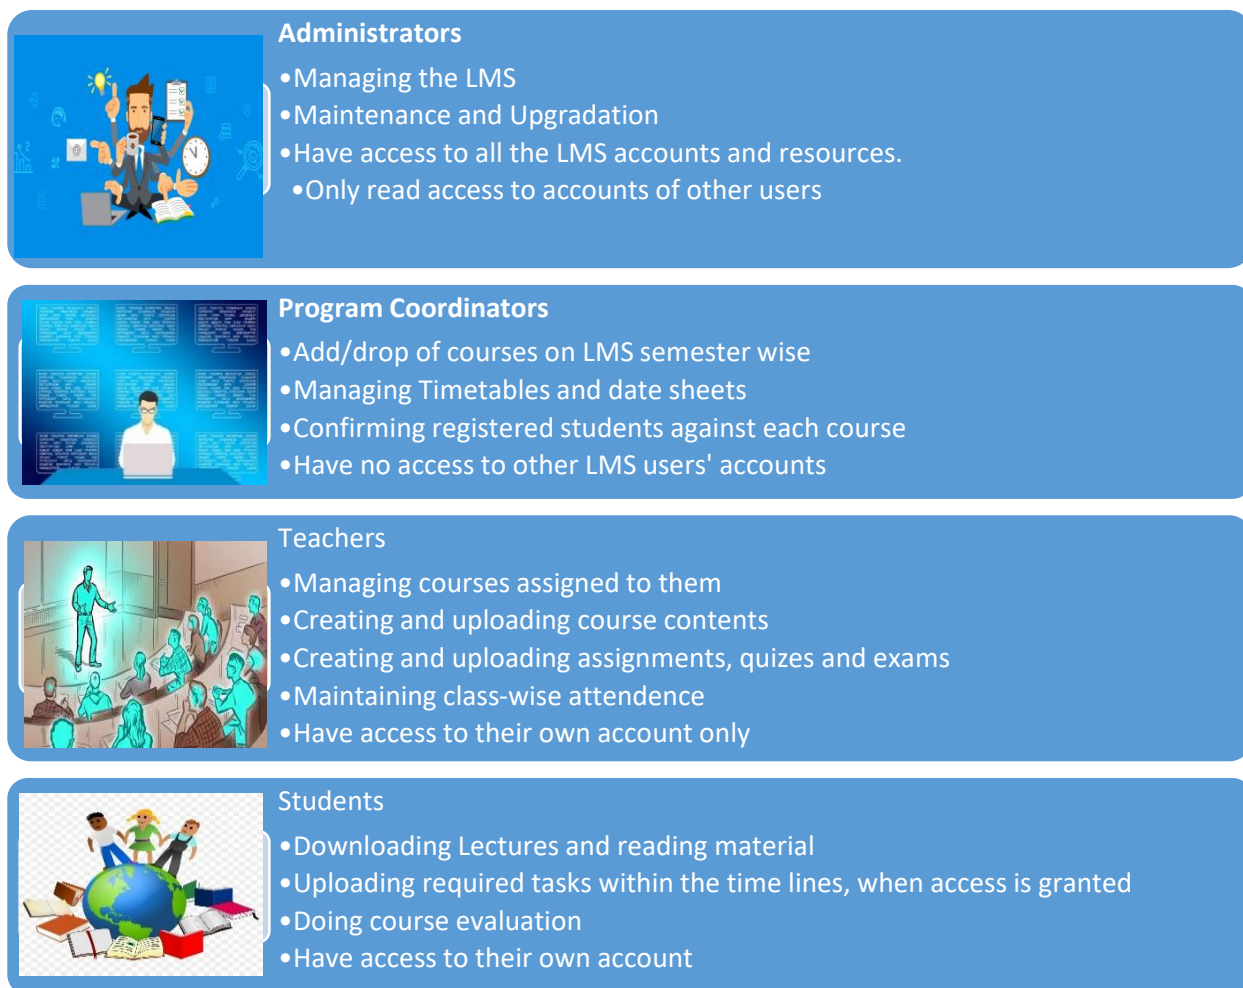 Administrators
•Managing the LMS
•Maintenance and Upgradation
•Have access to all the LMS accounts and resources.
•Only read access to accounts of other users
Program Coordinators
•Add/drop of courses on LMS semester wise
•Managing Timetables and date sheets
•Confirming registered students against each course
•Have no access to other LMS users' accounts
Teachers
•Managing courses assigned to them
•Creating and uploading course contents
•Creating and uploading assignments, quizes and exams
•Maintaining class-wise attendence
•Have access to their own account only
Students
•Downloading Lectures and reading material
•Uploading required tasks within the time lines, when access is granted
•Doing course evaluation
•Have access to their own account